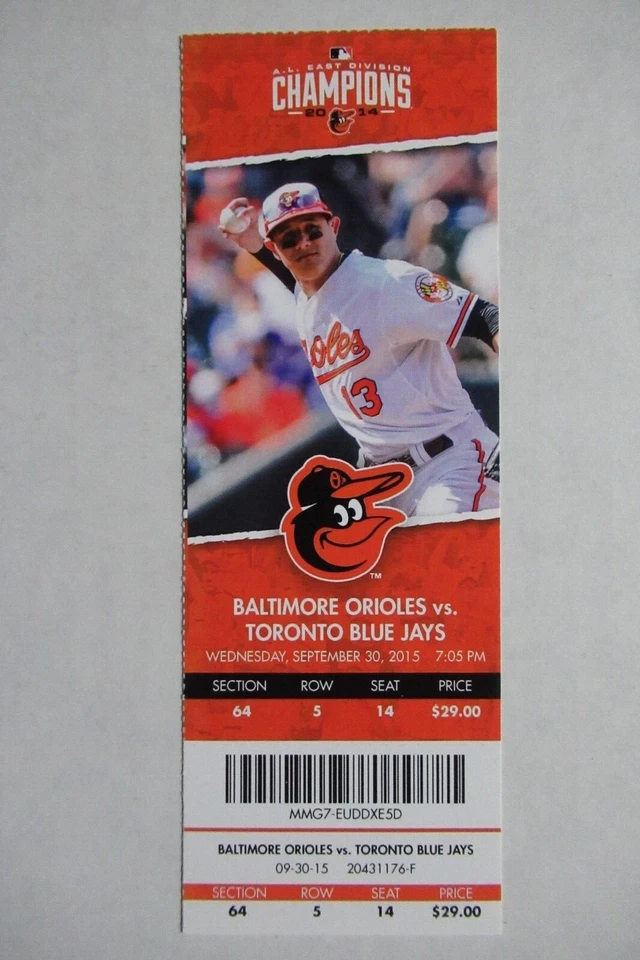 A.L. EAST DIVISION
CHAMPIONS
2014
Orioles
13
TM
BALTIMORE ORIOLES vs.
TORONTO BLUE JAYS
WEDNESDAY, SEPTEMBER 30, 2015 7:05 PM
SECTION ROW SEAT PRICE
64 5 14 $29.00
MMG7-EUDDXE5D
BALTIMORE ORIOLES vs. TORONTO BLUE JAYS
09-30-15 20431176-F
SECTION ROW SEAT PRICE
64 5 14 $29.00